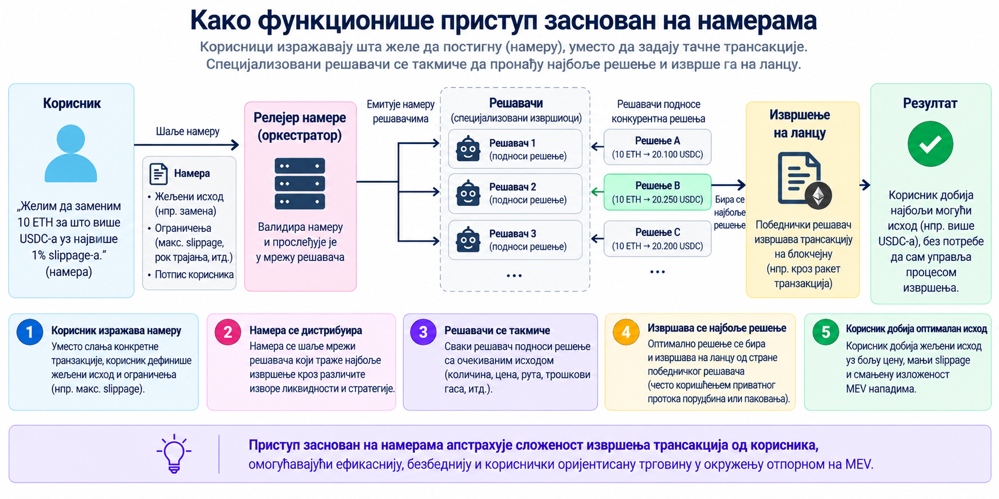 Како функционише приступ заснован на намерама
Корисници изражавају шта желе да постигну (намеру), уместо да задају тачне трансакције.
Специјализовани решавачи се такмиче да пронађу најбоље решење и изврше га на ланцу.
Корисник
„Желим да заменим
10 ETH за што више
USDC-а уз највише
1% slippage-а.”
(намера)
Шаље намеру
Намера
• Жељени исход
(нпр. замена)
• Ограничења
(макс. slippage,
рок трајања, итд.)
• Потпис корисника
Релејер намере
(оркестратор)
Валидира намеру
и прослеђује је
у мрежу решавача
Емитује намеру
решавачима
Решавачи
(специјализовани извршиоци)
Решавач 1
(подноси решење)
Решавач 2
(подноси решење)
Решавач 3
(подноси решење)
...
Решавачи подносе
конкурентна решења
Решење А
(10 ETH → 20.100 USDC)
Решење B
(10 ETH → 20.250 USDC)
Решење C
(10 ETH → 20.200 USDC)
...
Бира се
најбоље
решење
Извршење
на ланцу
Победнички решавач
извршава трансакцију
на блокчејну
(нпр. кроз ракет
транзакција)
Резултат
Корисник добија
најбољи могући
исход (нпр. више
USDC-а), без потребе
да сам управља
процесом
извршења.
1
Корисник изражава намеру
Уместо слања конкретне
транзакције, корисник дефинише
жељени исход и ограничења
(нпр. макс. slippage).
2
Намера се дистрибуира
Намера се шаље мрежи
решавача који траже најбоље
извршење кроз различите
изворе ликвидности и стратегије.
3
Решавачи се такмиче
Сваки решавач подноси решење
са очекиваним исходом
(количина, цена, рута, трошкови
гаса, итд.).
4
Извршава се најбоље решење
Оптимално решење се бира
и извршава на ланцу од стране
победничког решавача
(често коришћењем приватног
протока порудбина или паковања).
5
Корисник добија оптималан исход
Корисник добија жељени исход
уз бољу цену, мањи slippage
и смањену изложеност
MEV нападима.
Приступ заснован на намерама апстрахује сложеност извршења трансакција од корисника,
омогућавајући ефикаснију, безбеднију и кориснички оријентисану трговину у окружењу отпорном на MEV.